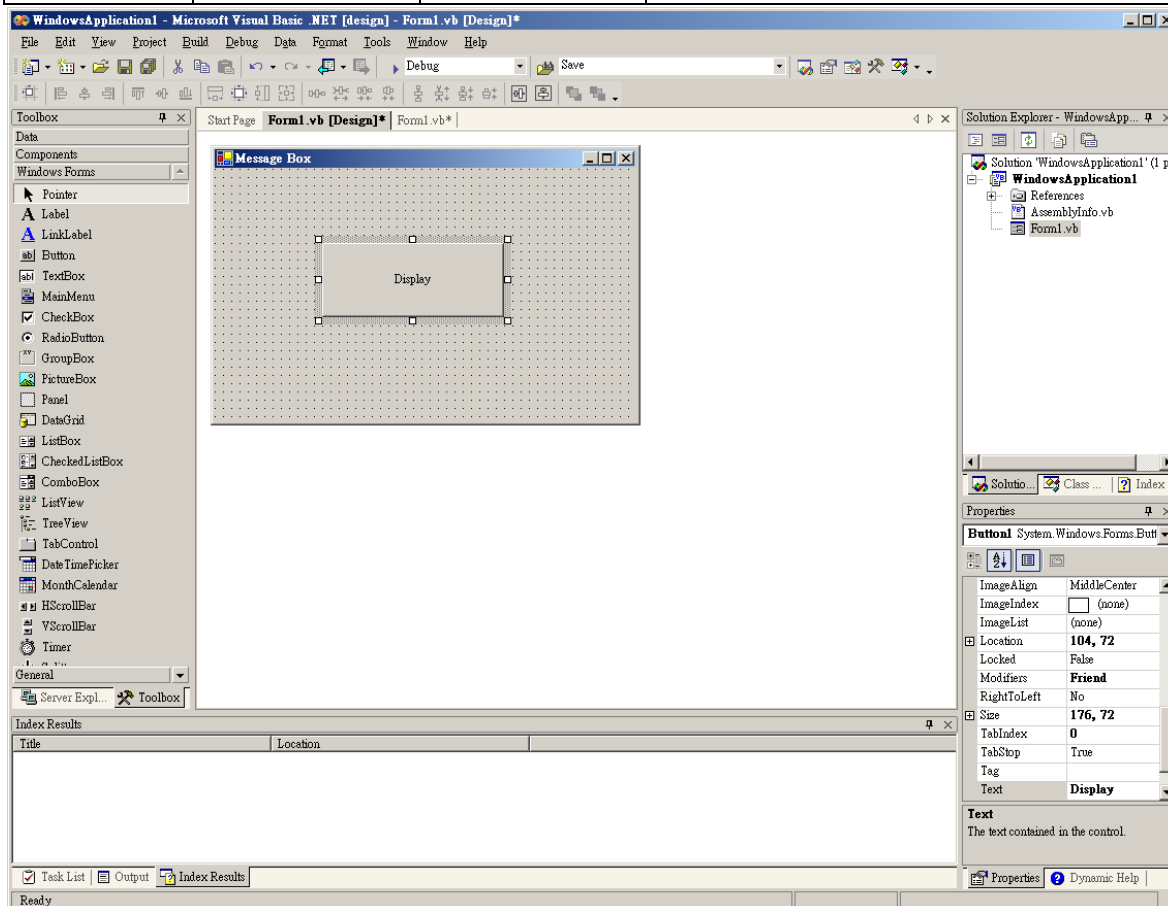 WindowsApplication1 - Microsoft Visual Basic .NET [design] - Form1.vb [Design]*
File Edit View Project Build Debug Data Format Tools Window Help
Debug Save
Toolbox
Data
Components
Windows Forms
Pointer
Label
LinkLabel
Button
TextBox
MainMenu
CheckBox
RadioButton
GroupBox
PictureBox
Panel
DataGrid
ListBox
CheckedListBox
ComboBox
ListView
TreeView
TabControl
DateTimePicker
MonthCalendar
HScrollBar
VScrollBar
Timer
General
Server Expl... Toolbox
Start Page Form1.vb [Design]* Form1.vb*
Message Box
Display
Solution Explorer - WindowsApp...
Solution 'WindowsApplication1' (1 p
WindowsApplication1
References
AssemblyInfo.vb
Form1.vb
Solutio... Class ... Index
Properties
Button1 System.Windows.Forms.Butt
ImageAlign MiddleCenter
ImageIndex (none)
ImageList (none)
Location 104, 72
Locked False
Modifiers Friend
RightToLeft No
Size 176, 72
TabIndex 0
TabStop True
Tag
Text Display
Text
The text contained in the control.
Properties Dynamic Help
Index Results
Title Location
Task List Output Index Results
Ready